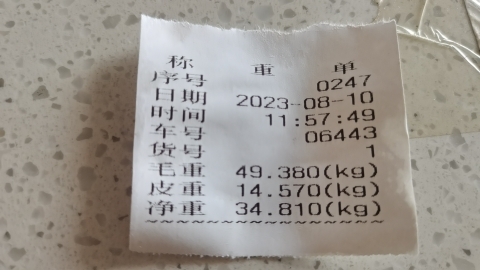 称 重 单
序号 0247
日期 2023-08-10
时间 11:57:49
车号 06443
货号 1
毛重 49.380(kg)
皮重 14.570(kg)
净重 34.810(kg)
~~~~~~~~~~~~~~~~~~~~~~~~